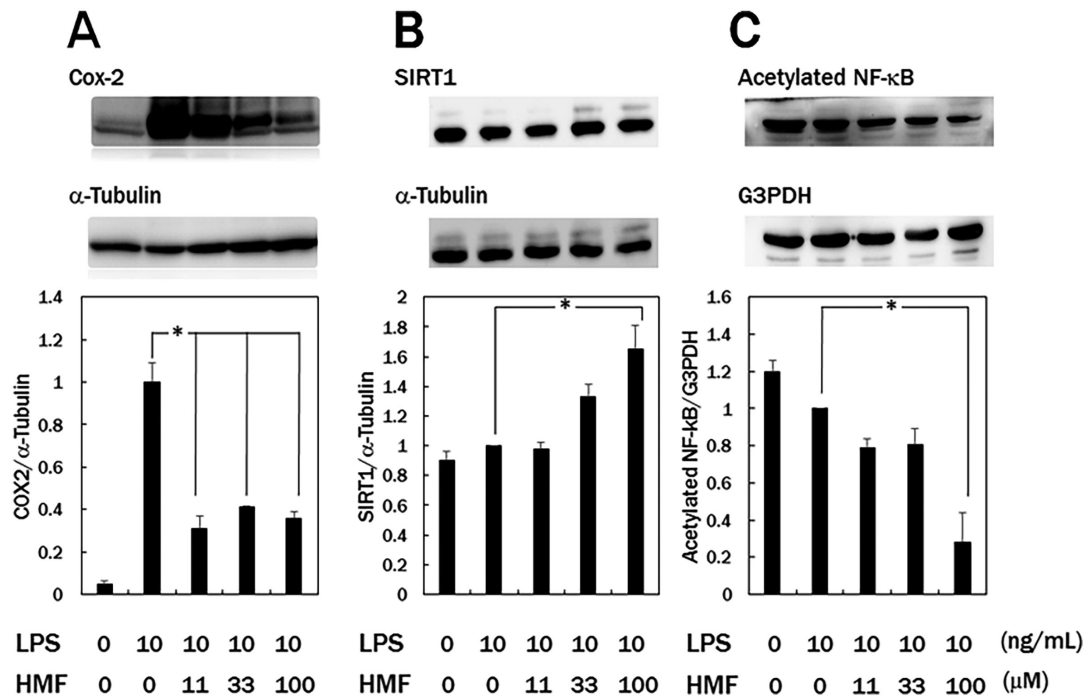 A
B
C
Cox-2
SIRT1
Acetylated NF-κB
α-Tubulin
α-Tubulin
G3PDH
COX2/α-Tubulin
1.4
1.2
1
0.8
0.6
0.4
0.2
0
*
SIRT1/α-Tubulin
2
1.8
1.6
1.4
1.2
1
0.8
0.6
0.4
0.2
0
*
Acetylated NF-kB/G3PDH
1.6
1.4
1.2
1
0.8
0.6
0.4
0.2
0
*
LPS 0 10 10 10 10 0 10 10 10 10 0 10 10 10 10 (ng/mL)
HMF 0 0 11 33 100 0 0 11 33 100 0 0 11 33 100 (μM)